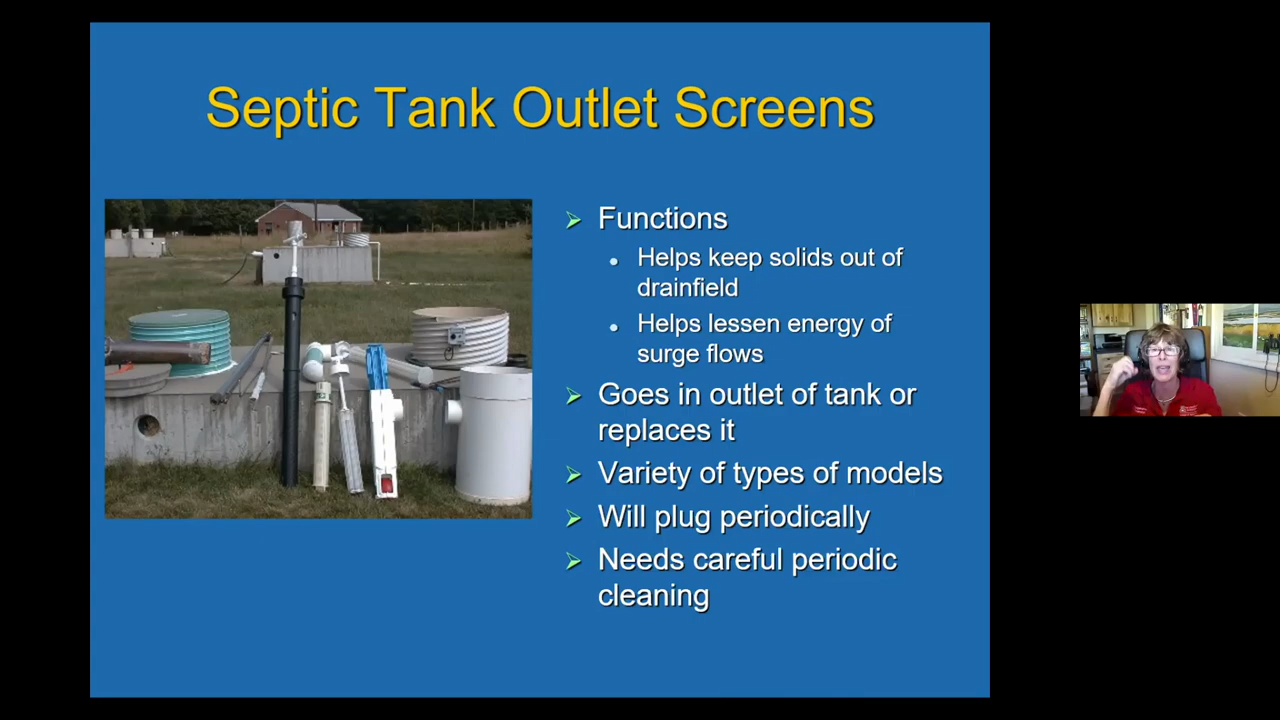 Septic Tank Outlet Screens
Functions
Helps keep solids out of
drainfield
Helps lessen energy of
surge flows
Goes in outlet of tank or
replaces it
Variety of types of models
Will plug periodically
Needs careful periodic
cleaning